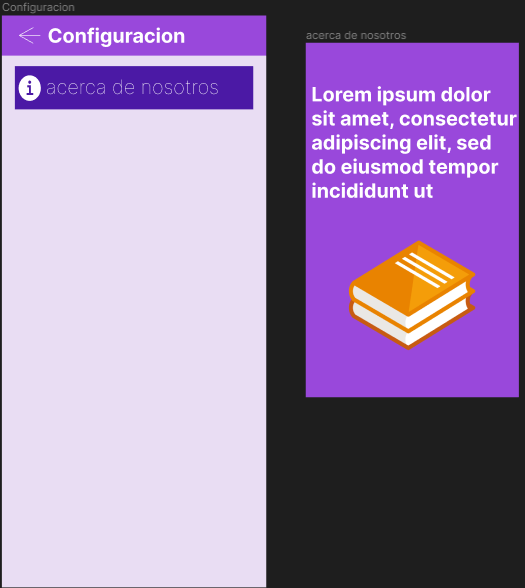 Configuracion
Configuracion
acerca de nosotros
acerca de nosotros
Lorem ipsum dolor
sit amet, consectetur
adipiscing elit, sed
do eiusmod tempor
incididunt ut